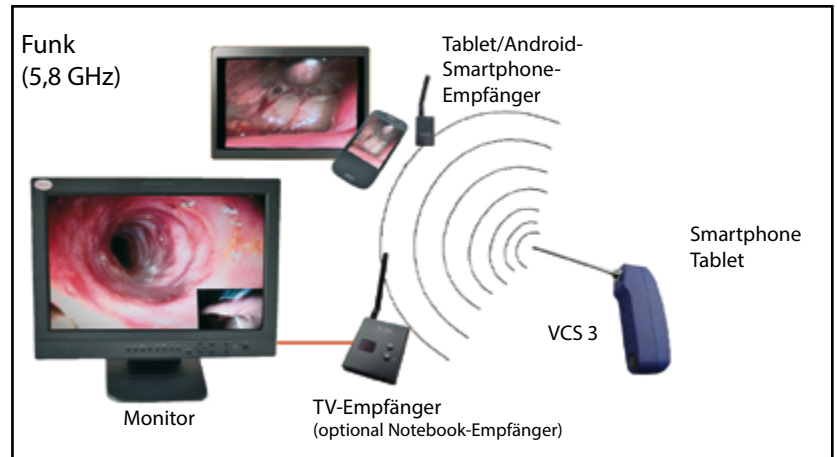 Funk
(5,8 GHz)
Tablet/Android-
Smartphone-
Empfänger
Smartphone
Tablet
VCS 3
TV-Empfänger
(optional Notebook-Empfänger)
Monitor